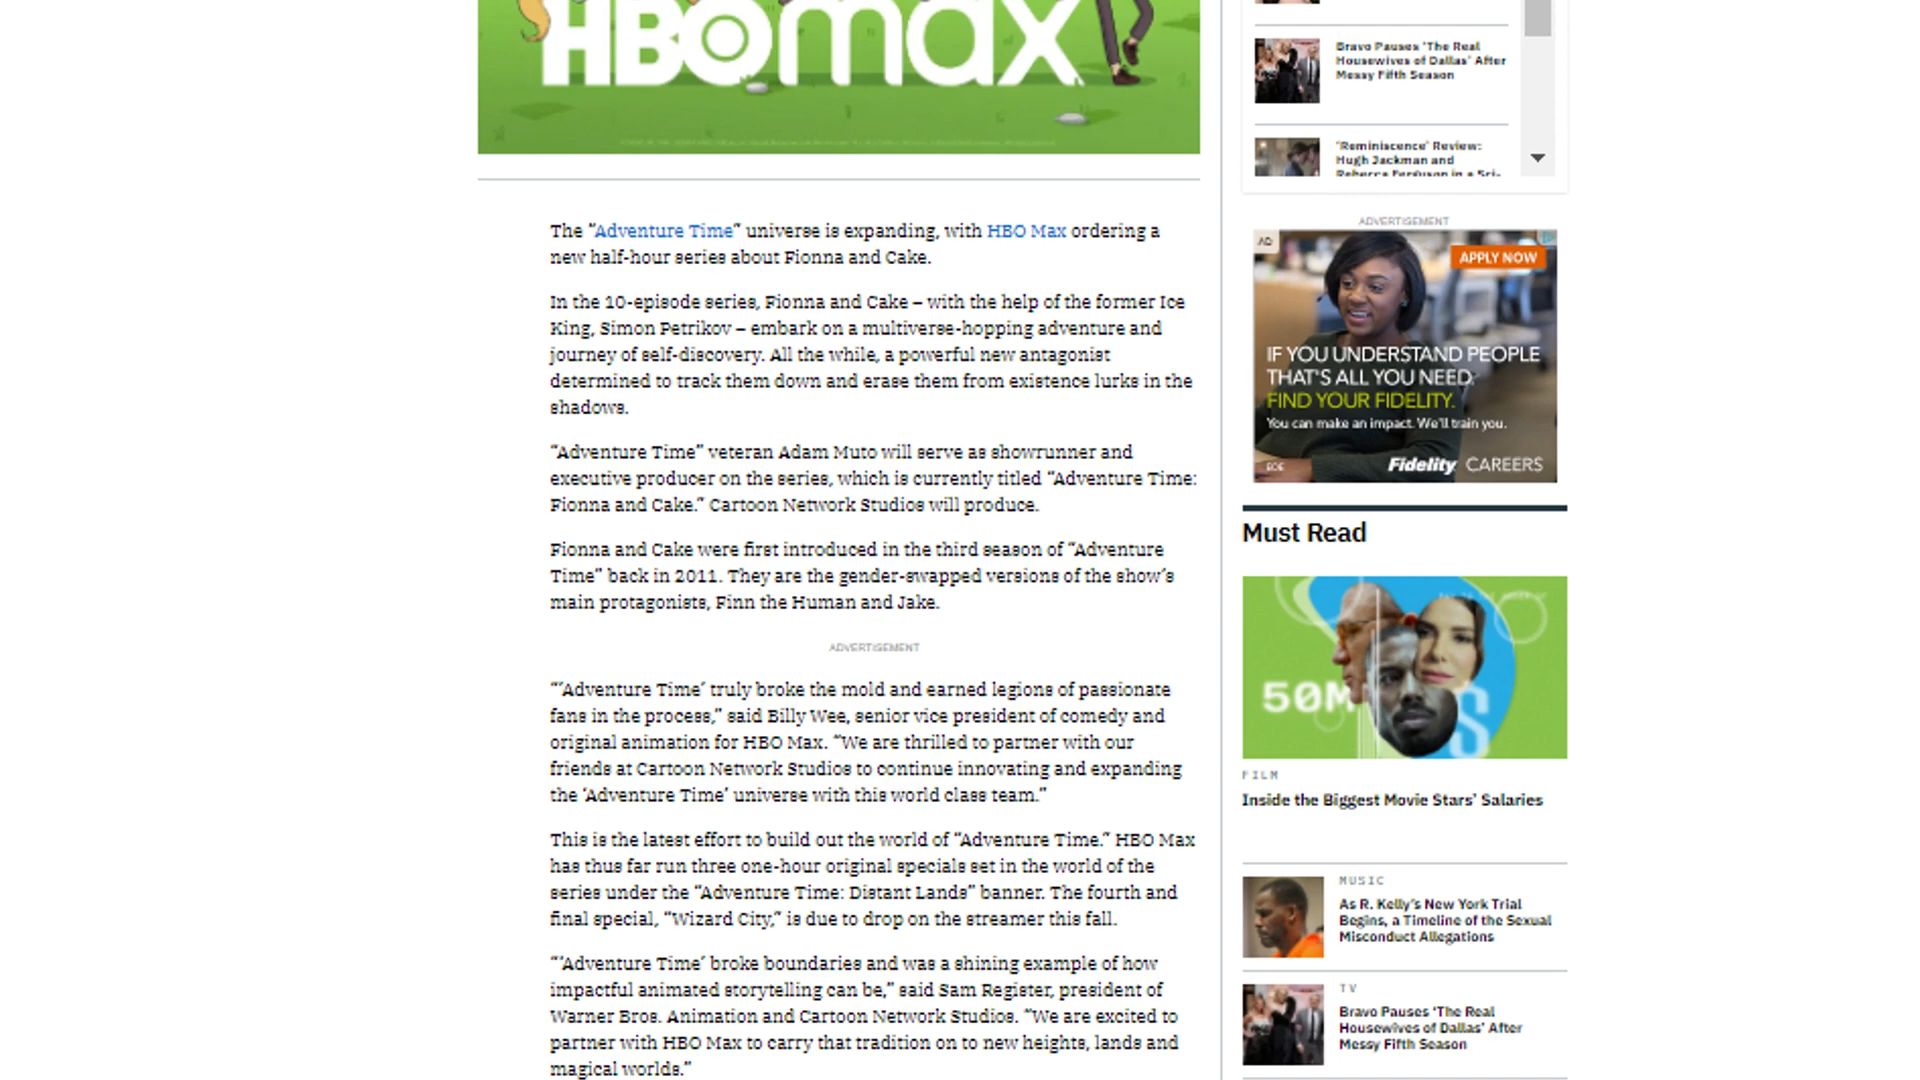 HBOmax
The “Adventure Time” universe is expanding, with HBO Max ordering a
new half-hour series about Fionna and Cake.
In the 10-episode series, Fionna and Cake – with the help of the former Ice
King, Simon Petrikov – embark on a multiverse-hopping adventure and
journey of self-discovery. All the while, a powerful new antagonist
determined to track them down and erase them from existence lurks in the
shadows.
“Adventure Time” veteran Adam Muto will serve as showrunner and
executive producer on the series, which is currently titled “Adventure Time:
Fionna and Cake.” Cartoon Network Studios will produce.
Fionna and Cake were first introduced in the third season of “Adventure
Time” back in 2011. They are the gender-swapped versions of the show’s
main protagonists, Finn the Human and Jake.
ADVERTISEMENT
“‘Adventure Time’ truly broke the mold and earned legions of passionate
fans in the process,” said Billy Wee, senior vice president of comedy and
original animation for HBO Max. “We are thrilled to partner with our
friends at Cartoon Network Studios to continue innovating and expanding
the ‘Adventure Time’ universe with this world class team.”
This is the latest effort to build out the world of “Adventure Time.” HBO Max
has thus far run three one-hour original specials set in the world of the
series under the “Adventure Time: Distant Lands” banner. The fourth and
final special, “Wizard City,” is due to drop on the streamer this fall.
“‘Adventure Time’ broke boundaries and was a shining example of how
impactful animated storytelling can be,” said Sam Register, president of
Warner Bros. Animation and Cartoon Network Studios. “We are excited to
partner with HBO Max to carry that tradition on to new heights, lands and
magical worlds.”
Bravo Pauses ‘The Real
Housewives of Dallas’ After
Messy Fifth Season
‘Reminiscence’ Review:
Hugh Jackman and
Rebecca Ferguson in a Sci-
ADVERTISEMENT
AD
APPLY NOW
IF YOU UNDERSTAND PEOPLE
THAT'S ALL YOU NEED.
FIND YOUR FIDELITY.
You can make an impact. We'll train you.
EOE
Fidelity CAREERS
Must Read
50M
S
FILM
Inside the Biggest Movie Stars’ Salaries
MUSIC
As R. Kelly’s New York Trial
Begins, a Timeline of the Sexual
Misconduct Allegations
TV
Bravo Pauses ‘The Real
Housewives of Dallas’ After
Messy Fifth Season